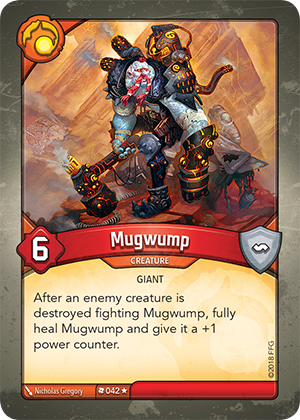 Mugwump
6
CREATURE
GIANT
After an enemy creature is
destroyed fighting Mugwump, fully
heal Mugwump and give it a +1
power counter.
Nicholas Gregory
042 ★
©2018 FFG